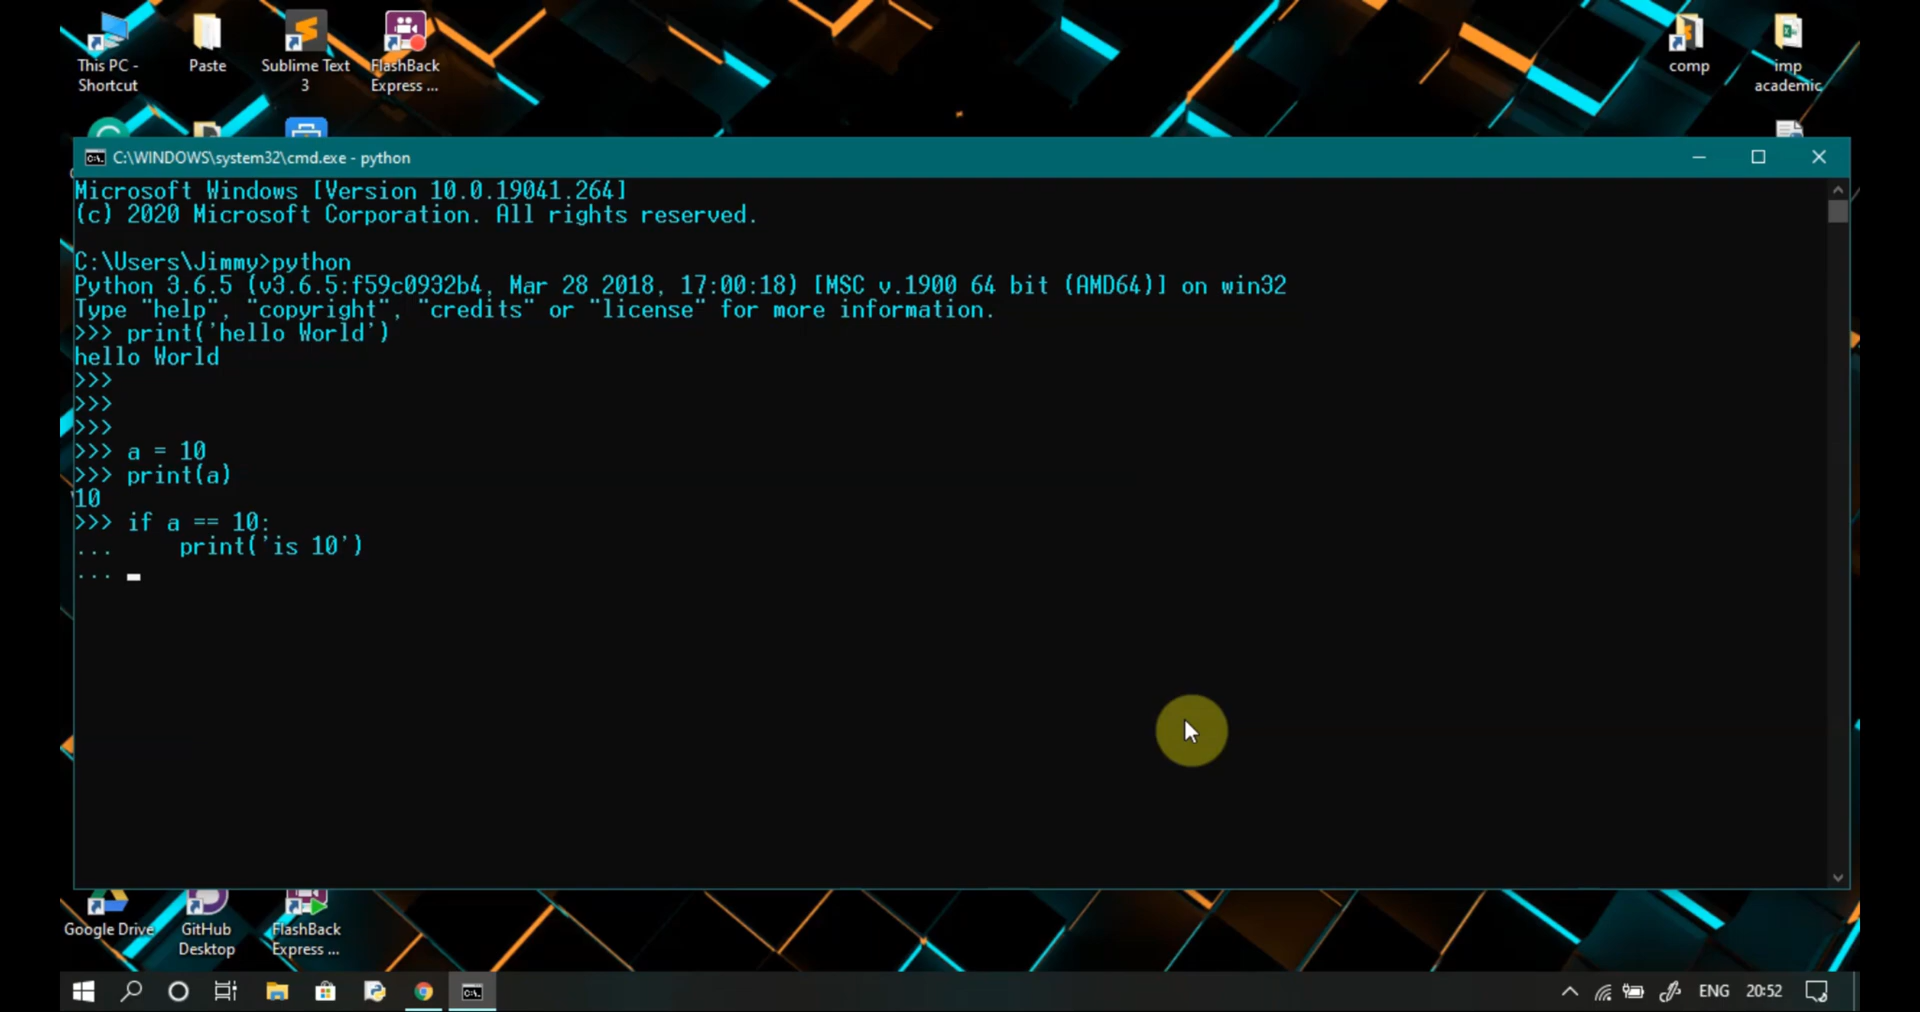 This PC -
Shortcut
Paste
Sublime Text
3
FlashBack
Express ...
comp
imp
academic
C:\WINDOWS\system32\cmd.exe - python
Microsoft Windows [Version 10.0.19041.264]
(c) 2020 Microsoft Corporation. All rights reserved.
C:\Users\Jimmy>python
Python 3.6.5 (v3.6.5:f59c0932b4, Mar 28 2018, 17:00:18) [MSC v.1900 64 bit (AMD64)] on win32
Type "help", "copyright", "credits" or "license" for more information.
>>> print('hello World')
hello World
>>>
>>>
>>>
>>> a = 10
>>> print(a)
10
>>> if a == 10:
...     print('is 10')
...
Google Drive
GitHub
Desktop
FlashBack
Express ...
ENG
20:52